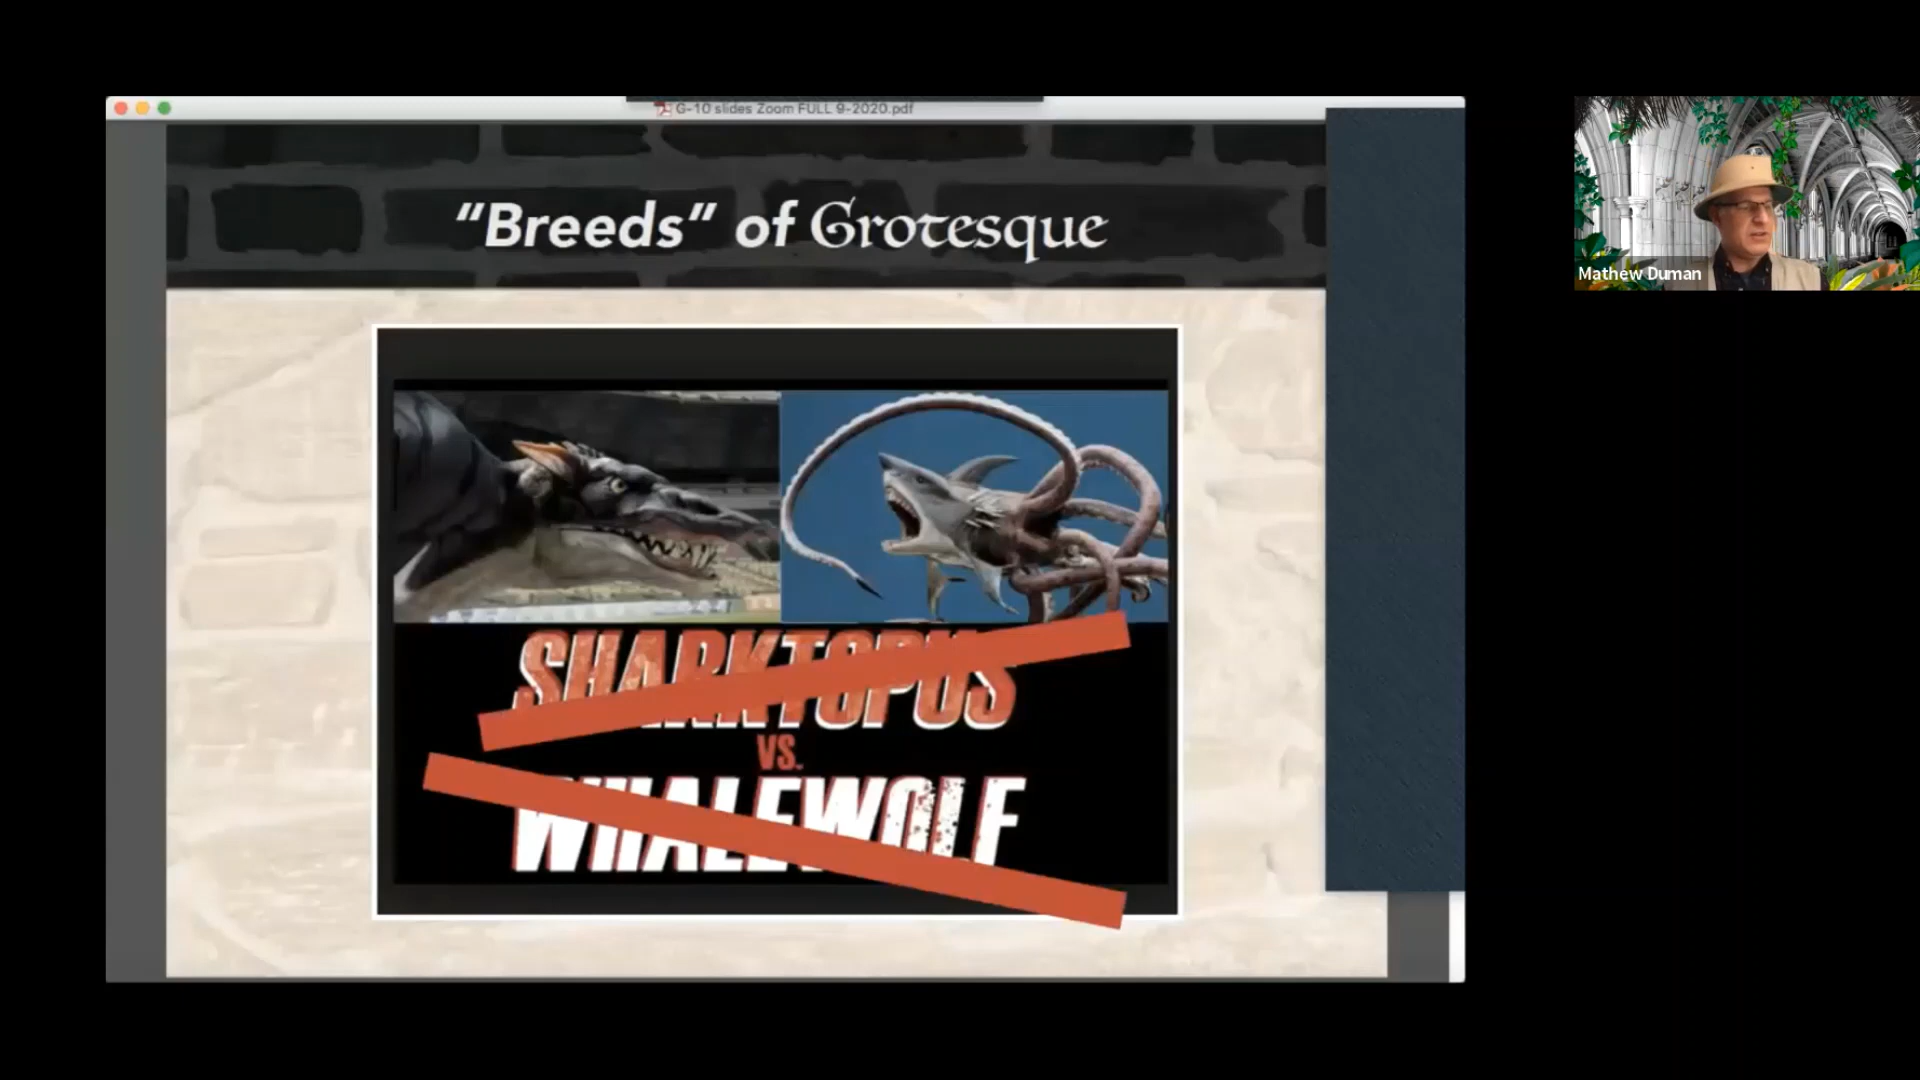 G-10 slides Zoom FULL 9-2020.pdf
“Breeds” of Grotesque
SHARKTOPUS
VS.
WHALEWOLF
Mathew Duman